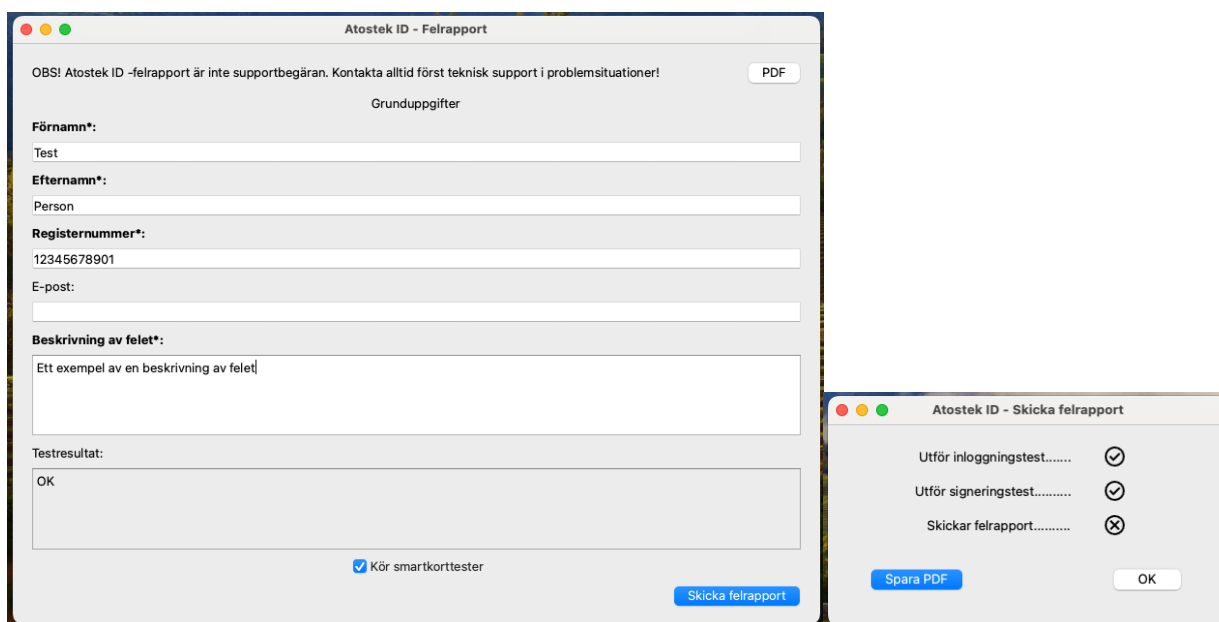 Atostek ID - Felrapport
OBS! Atostek ID -felrapport är inte supportbegäran. Kontakta alltid först teknisk support i problemsituationer!
PDF
Grunduppgifter
Förnamn*:
Test
Efternamn*:
Person
Registernummer*:
12345678901
E-post:
Beskrivning av felet*:
Ett exempel av en beskrivning av felet
Testresultat:
OK
Kör smartkorttester
Skicka felrapport
Atostek ID - Skicka felrapport
Utför inloggningstest.......
Utför signeringstest.........
Skickar felrapport..........
Spara PDF
OK